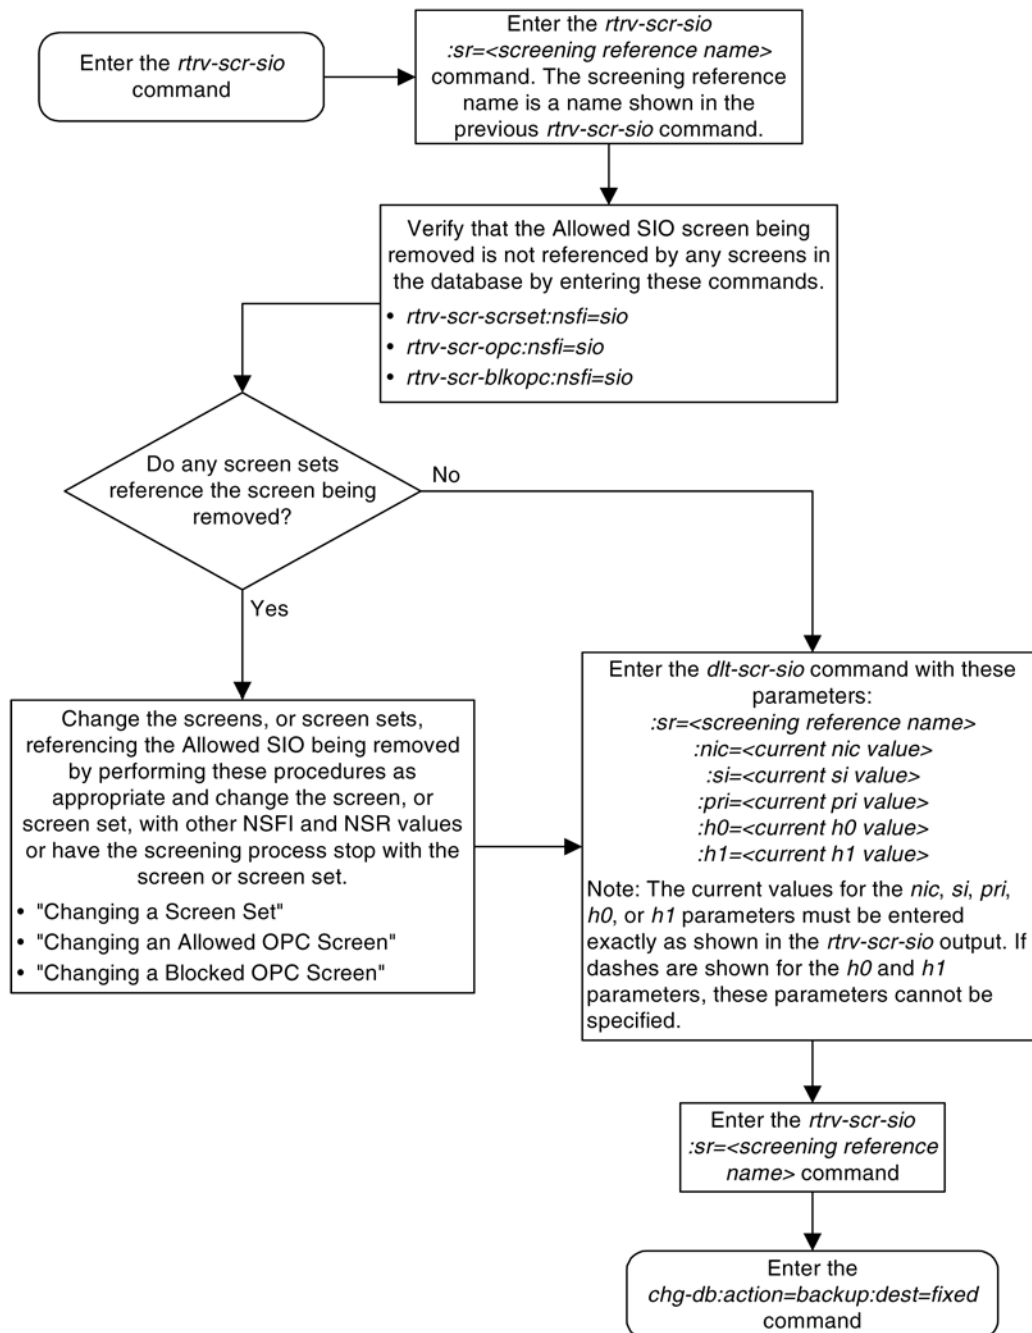 Enter the rtrv-scr-sio
command
Enter the rtrv-scr-sio
:sr=<screening reference name>
command. The screening reference
name is a name shown in the
previous rtrv-scr-sio command.
Verify that the Allowed SIO screen being
removed is not referenced by any screens in
the database by entering these commands.
• rtrv-scr-scrset:nsfi=sio
• rtrv-scr-opc:nsfi=sio
• rtrv-scr-blkopc:nsfi=sio
Do any screen sets
reference the screen being
removed?
No
Yes
Change the screens, or screen sets,
referencing the Allowed SIO being removed
by performing these procedures as
appropriate and change the screen, or
screen set, with other NSFI and NSR values
or have the screening process stop with the
screen or screen set.
• "Changing a Screen Set"
• "Changing an Allowed OPC Screen"
• "Changing a Blocked OPC Screen"
Enter the dlt-scr-sio command with these
parameters:
:sr=<screening reference name>
:nic=<current nic value>
:si=<current si value>
:pri=<current pri value>
:h0=<current h0 value>
:h1=<current h1 value>
Note: The current values for the nic, si, pri,
h0, or h1 parameters must be entered
exactly as shown in the rtrv-scr-sio output. If
dashes are shown for the h0 and h1
parameters, these parameters cannot be
specified.
Enter the rtrv-scr-sio
:sr=<screening reference
name> command
Enter the
chg-db:action=backup:dest=fixed
command